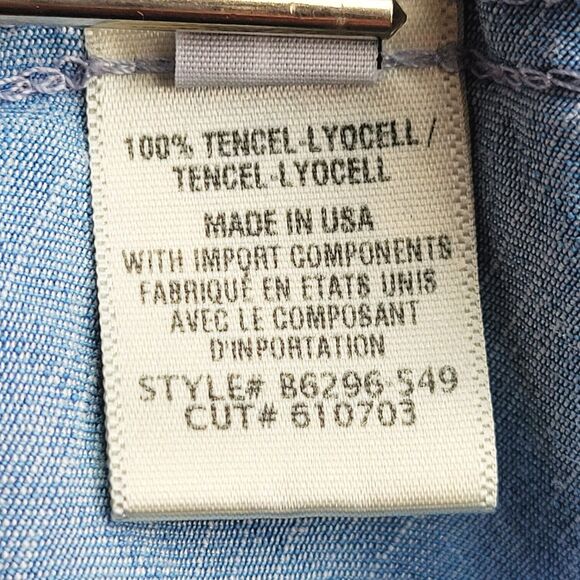 100% TENCEL-LYOCELL /
TENCEL-LYOCELL
MADE IN USA
WITH IMPORT COMPONENTS
FABRIQUÉ EN ETATS UNIS
AVEC LE COMPOSANT
D'INPORTATION
STYLE# B6296-549
CUT# 610703